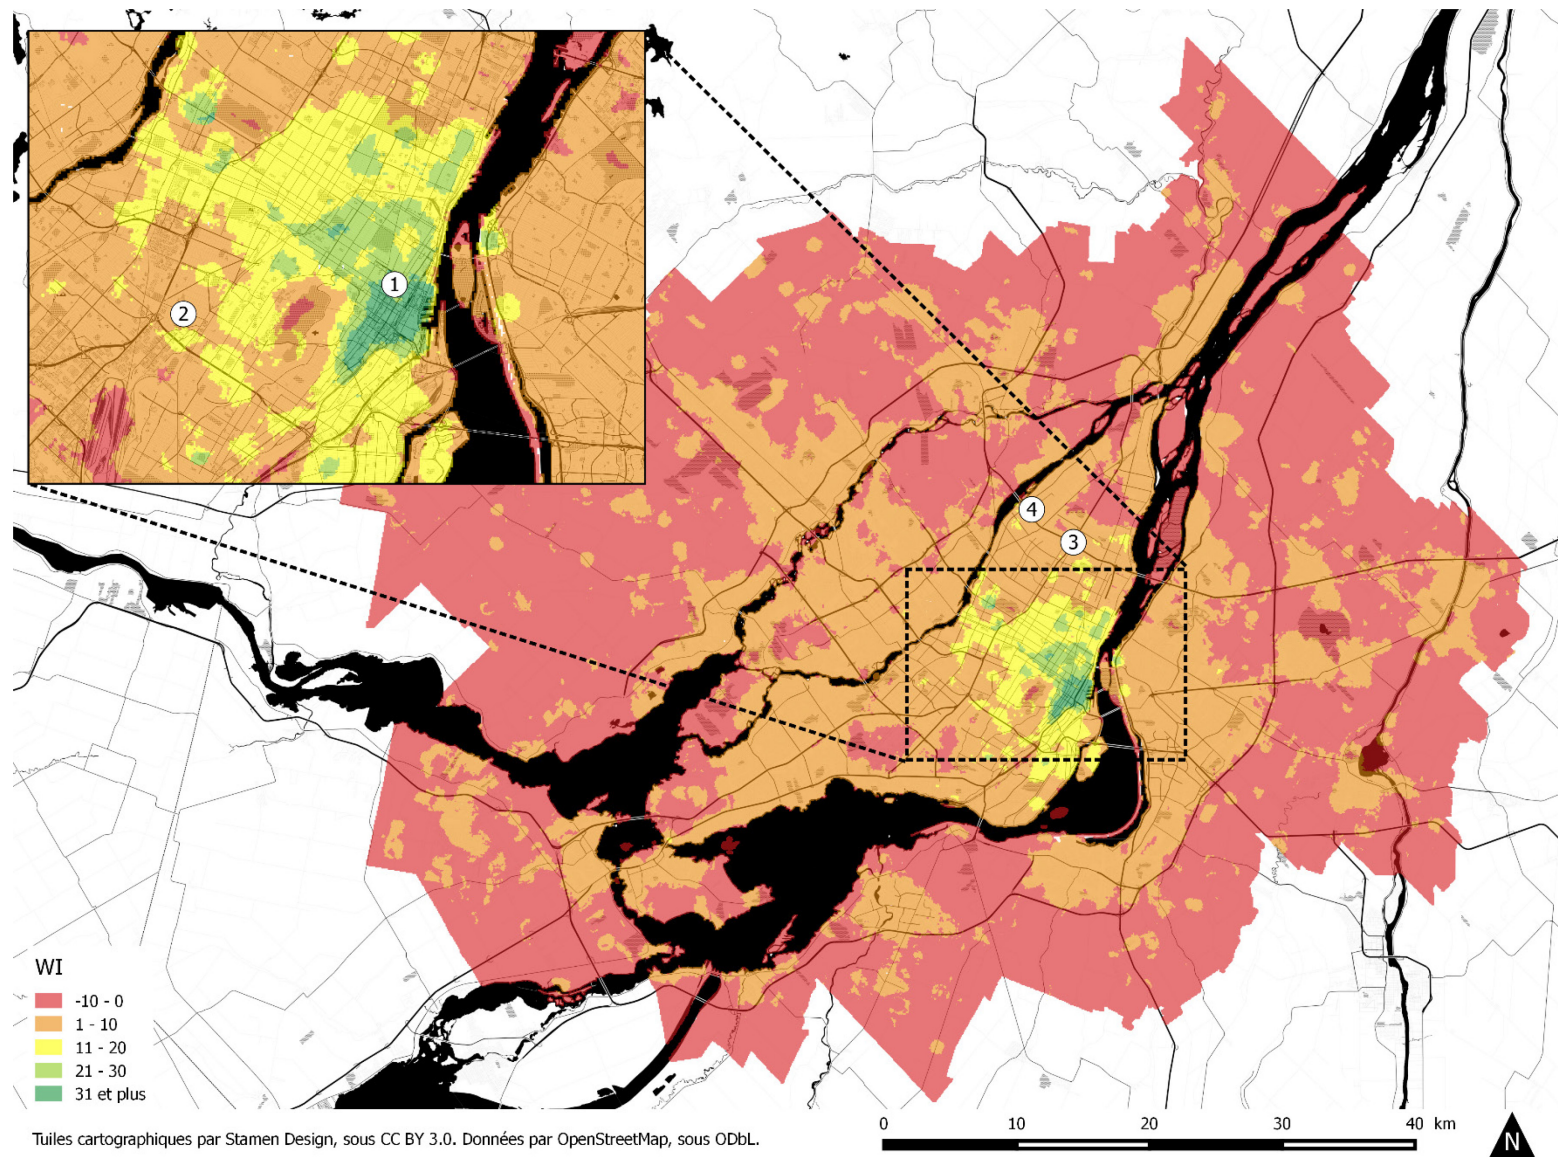 1
2
4
3
WI
-10 - 0
1 - 10
11 - 20
21 - 30
31 et plus
0 10 20 30 40 km
Tuiles cartographiques par Stamen Design, sous CC BY 3.0. Données par OpenStreetMap, sous ODbL.
N